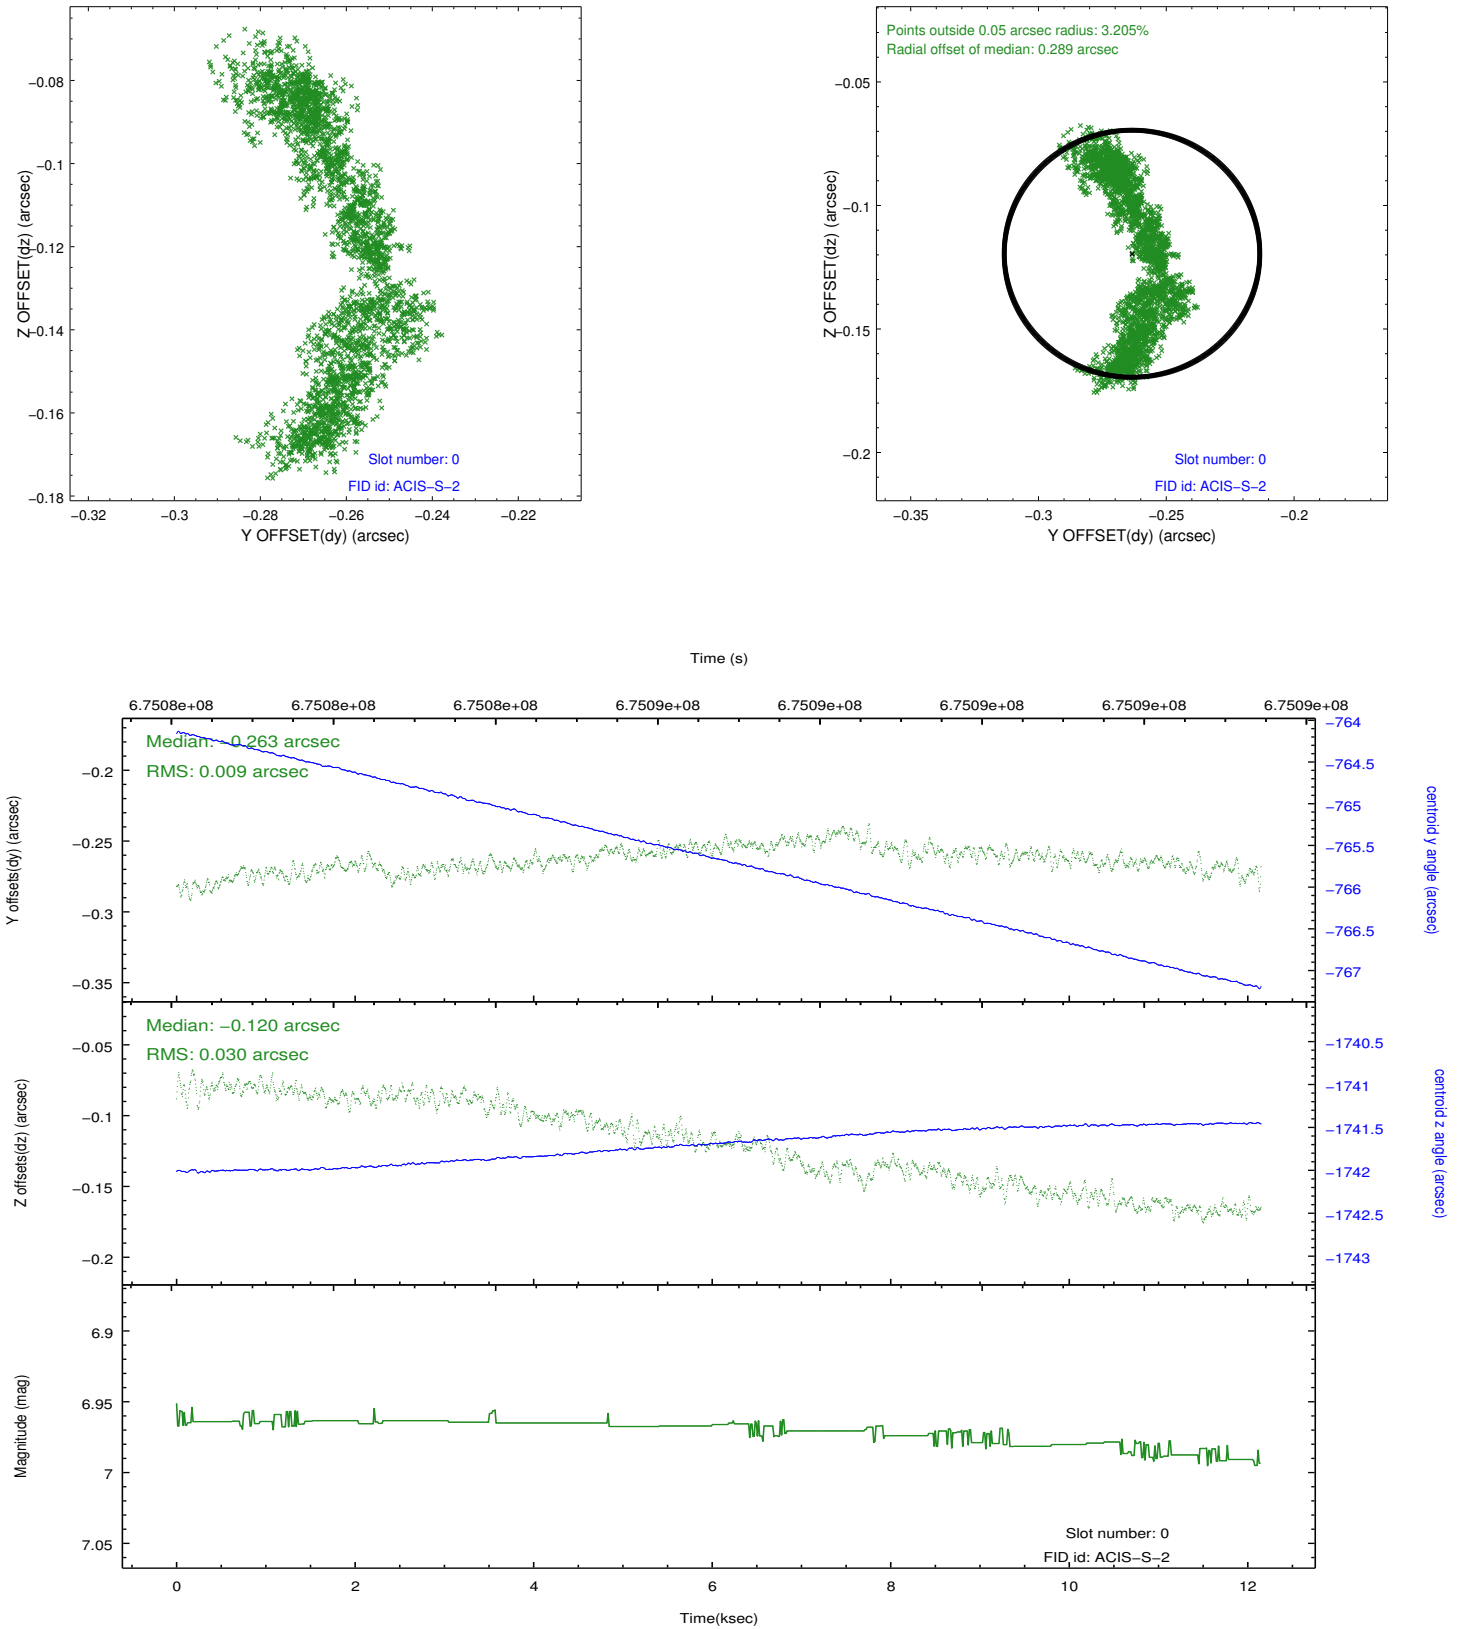 −0.08
−0.1
−0.12
−0.14
−0.16
−0.18
Z OFFSET(dz) (arcsec)
Slot number: 0
FID id: ACIS−S−2
−0.32 −0.3 −0.28 −0.26 −0.24 −0.22
Y OFFSET(dy) (arcsec)
Points outside 0.05 arcsec radius: 3.205%
Radial offset of median: 0.289 arcsec
−0.05
−0.1
−0.15
−0.2
Z OFFSET(dz) (arcsec)
Slot number: 0
FID id: ACIS−S−2
−0.35 −0.3 −0.25 −0.2
Y OFFSET(dy) (arcsec)
Time (s)
6.7508e+08 6.7508e+08 6.7508e+08 6.7509e+08 6.7509e+08 6.7509e+08 6.7509e+08 6.7509e+08
Median: −0.263 arcsec
RMS: 0.009 arcsec
−0.2
−0.25
−0.3
−0.35
Y offsets(dy) (arcsec)
−764
−764.5
−765
−765.5
−766
−766.5
−767
centroid y angle (arcsec)
Median: −0.120 arcsec
RMS: 0.030 arcsec
−0.05
−0.1
−0.15
−0.2
Z offsets(dz) (arcsec)
−1740.5
−1741
−1741.5
−1742
−1742.5
−1743
centroid z angle (arcsec)
6.9
6.95
7
7.05
Magnitude (mag)
Slot number: 0
FID id: ACIS−S−2
0 2 4 6 8 10 12
Time(ksec)